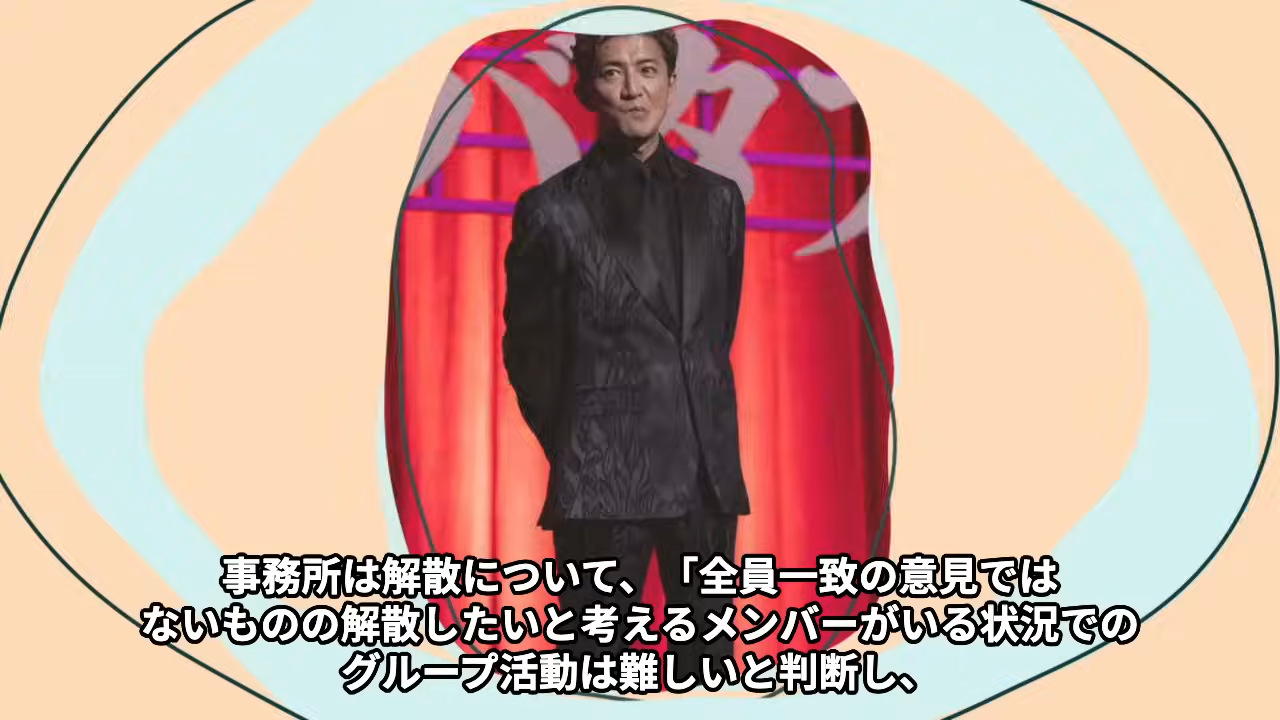 事務所は解散について、「全員一致の意見では
ないものの解散したいと考えるメンバーがいる状況での
グループ活動は難しいと判断し、